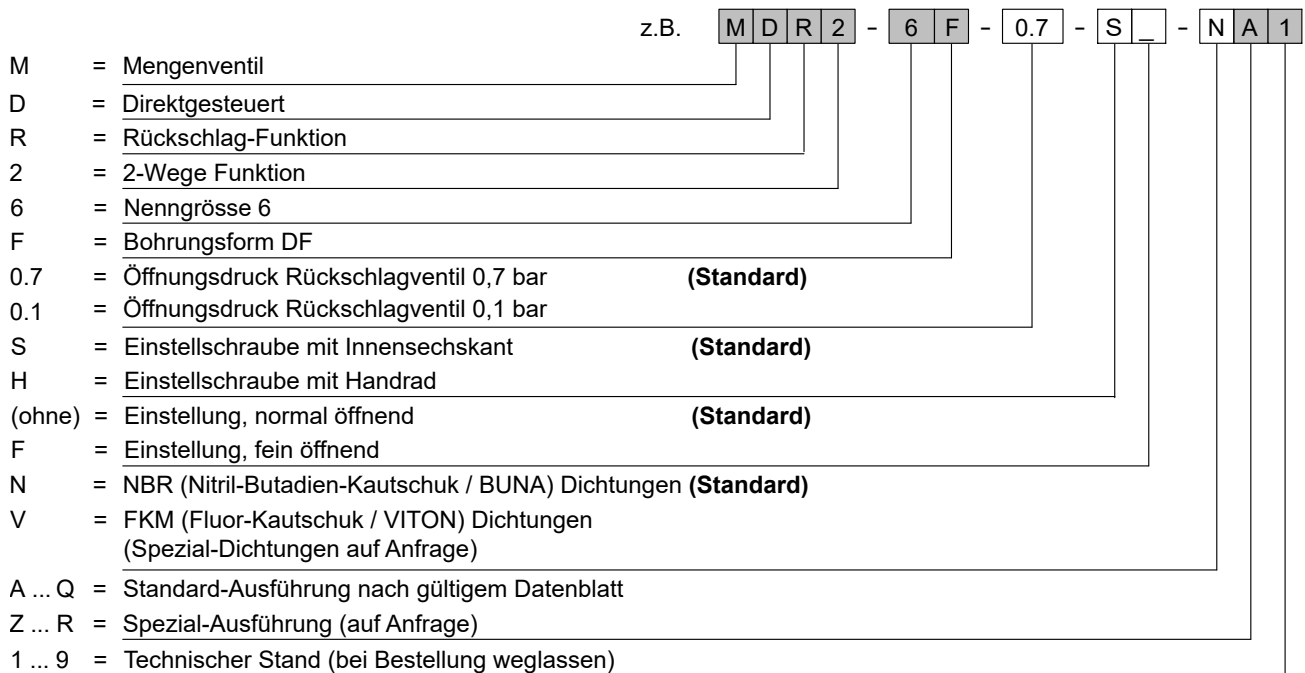 z.B. M D R 2 - 6 F - 0.7 - S _ - N A 1
M = Mengenventil
D = Direktgesteuert
R = Rückschlag-Funktion
2 = 2-Wege Funktion
6 = Nenngrösse 6
F = Bohrungsform DF
0.7 = Öffnungsdruck Rückschlagventil 0,7 bar (Standard)
0.1 = Öffnungsdruck Rückschlagventil 0,1 bar
S = Einstellschraube mit Innensechskant (Standard)
H = Einstellschraube mit Handrad
(ohne) = Einstellung, normal öffnend (Standard)
F = Einstellung, fein öffnend
N = NBR (Nitril-Butadien-Kautschuk / BUNA) Dichtungen (Standard)
V = FKM (Fluor-Kautschuk / VITON) Dichtungen
(Spezial-Dichtungen auf Anfrage)
A ... Q = Standard-Ausführung nach gültigem Datenblatt
Z ... R = Spezial-Ausführung (auf Anfrage)
1 ... 9 = Technischer Stand (bei Bestellung weglassen)